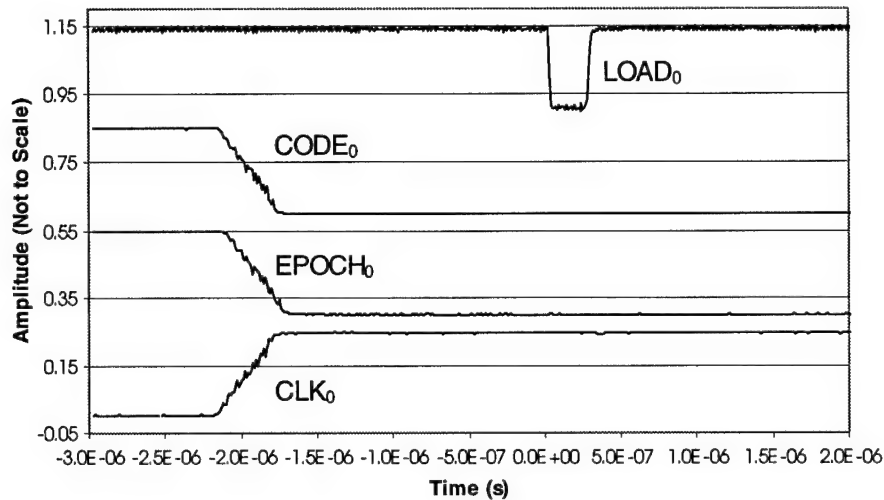 1.15
LOAD₀
0.95
CODE₀
0.75
0.55
EPOCH₀
0.35
0.15
CLK₀
-0.05
Amplitude (Not to Scale)
-3.0E-06 -2.5E-06 -2.0E-06 -1.5E-06 -1.0E-06 -5.0E-07 0.0E+00 5.0E-07 1.0E-06 1.5E-06 2.0E-06
Time (s)